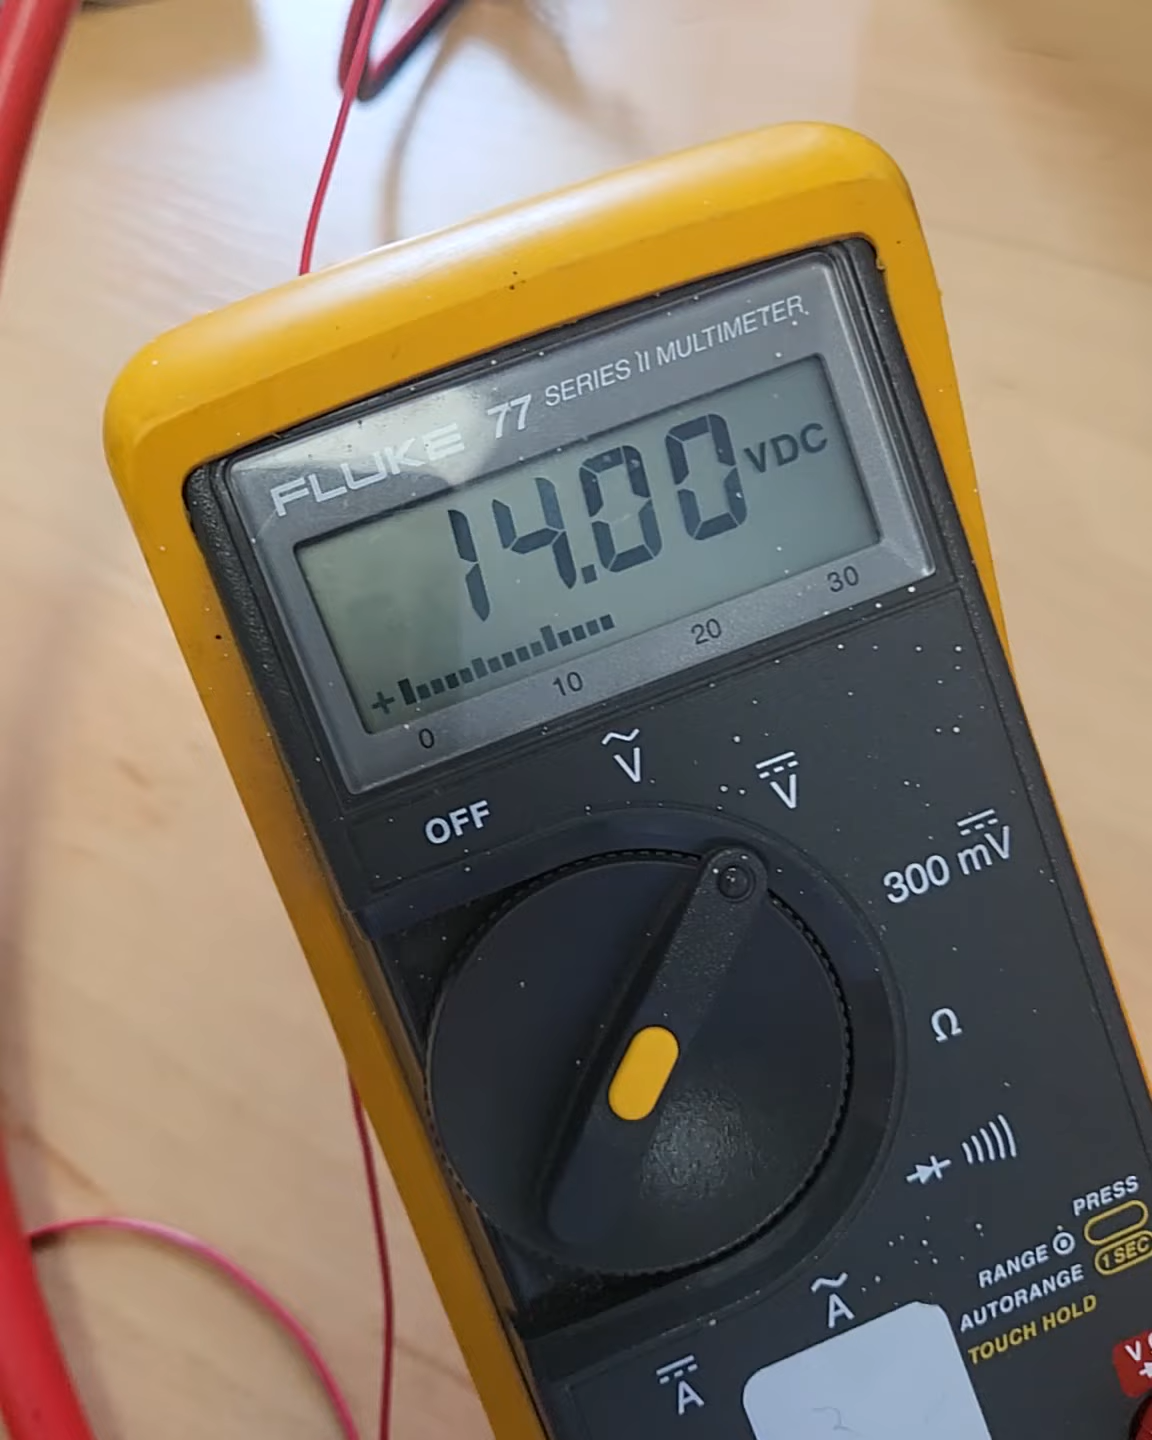 FLUKE 77 SERIES II MULTIMETER
14.00 VDC
+
0 10 20 30
OFF
V
V
300 mV
Ω
PRESS
RANGE
1 SEC
AUTORANGE
TOUCH HOLD
A
A
V